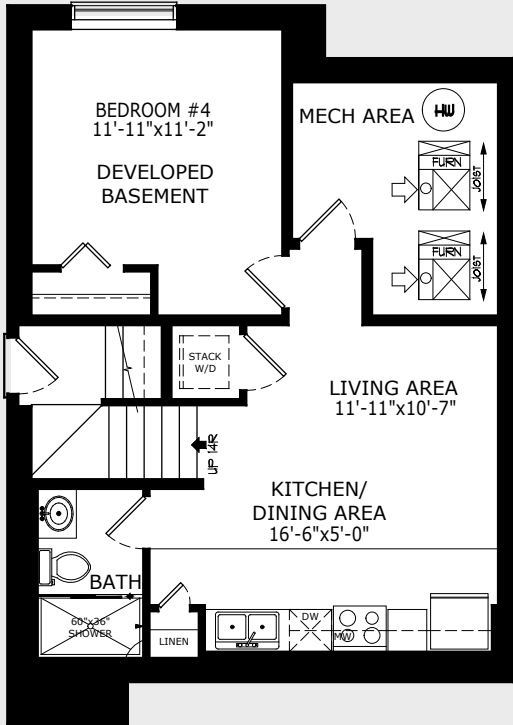 BEDROOM #4
11'-11"x11'-2"
DEVELOPED
BASEMENT
MECH AREA
HW
FURN
JOIST
FURN
JOIST
STACK
W/D
LIVING AREA
11'-11"x10'-7"
UP 14R
KITCHEN/
DINING AREA
16'-6"x5'-0"
BATH
60"x36"
SHOWER
LINEN
DW
MW